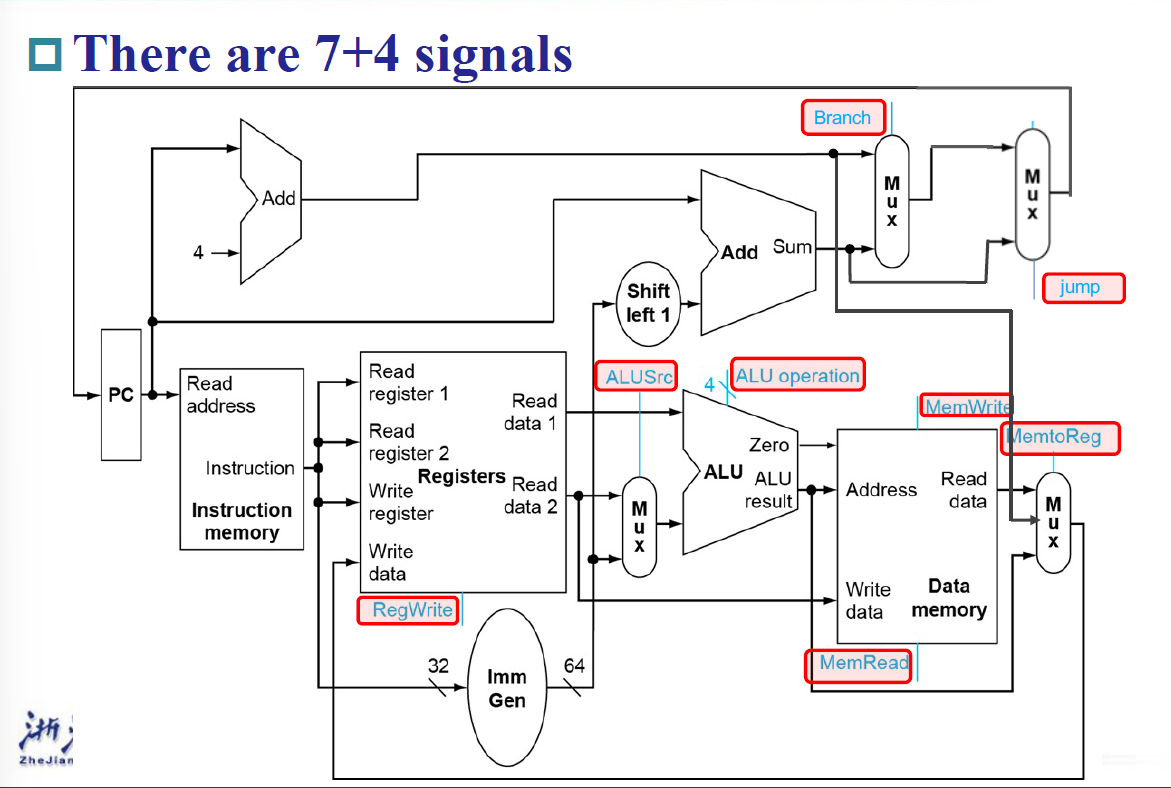 There are 7+4 signals
Branch
M
u
x
M
u
x
Add
4
Add Sum
Shift
left 1
jump
PC
Read
address
Instruction
Instruction
memory
Read
register 1
Read
register 2
Write
register
Write
data
Registers
Read
data 1
Read
data 2
RegWrite
ALUSrc
M
u
x
4
ALU operation
Zero
ALU
ALU
result
MemWrite
MemtoReg
Address
Read
data
Write
data
Data
memory
MemRead
M
u
x
32
Imm
Gen
64
ZheJian